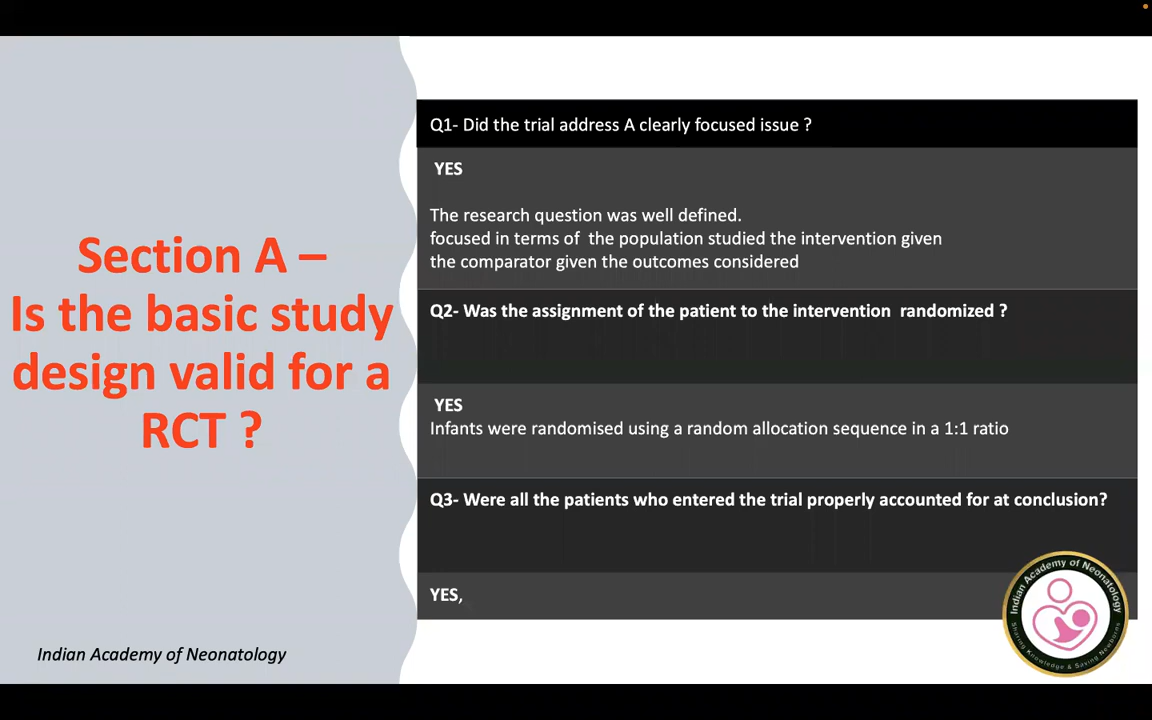 Section A –
Is the basic study
design valid for a
RCT ?
Indian Academy of Neonatology
Q1- Did the trial address A clearly focused issue ?
YES
The research question was well defined.
focused in terms of  the population studied the intervention given
the comparator given the outcomes considered
Q2- Was the assignment of the patient to the intervention  randomized ?
YES
Infants were randomised using a random allocation sequence in a 1:1 ratio
Q3- Were all the patients who entered the trial properly accounted for at conclusion?
YES,
Indian Academy of Neonatology
Sharing Knowledge & Saving Newborns